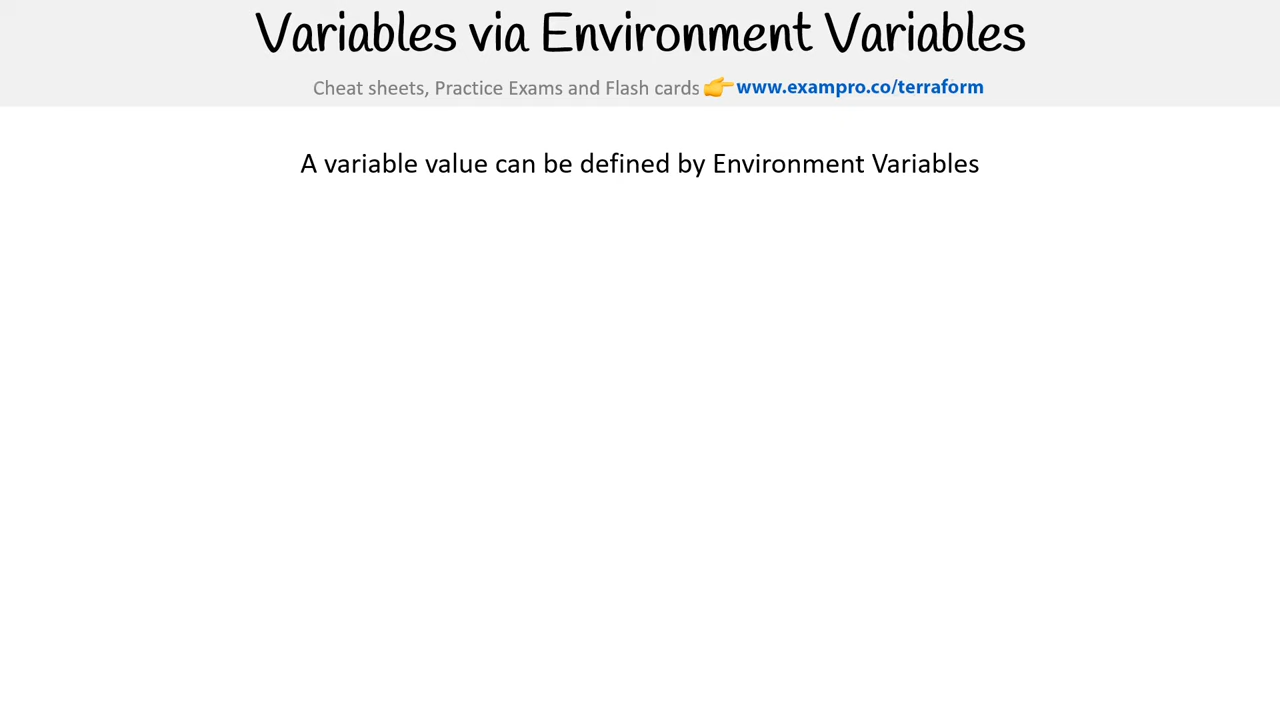 Variables via Environment Variables
Cheat sheets, Practice Exams and Flash cards 👉 www.exampro.co/terraform
A variable value can be defined by Environment Variables